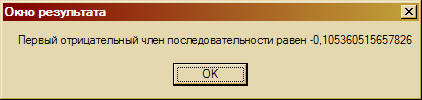 Окно результата
Первый отрицательный член последовательности равен -0,105360515657826
OK